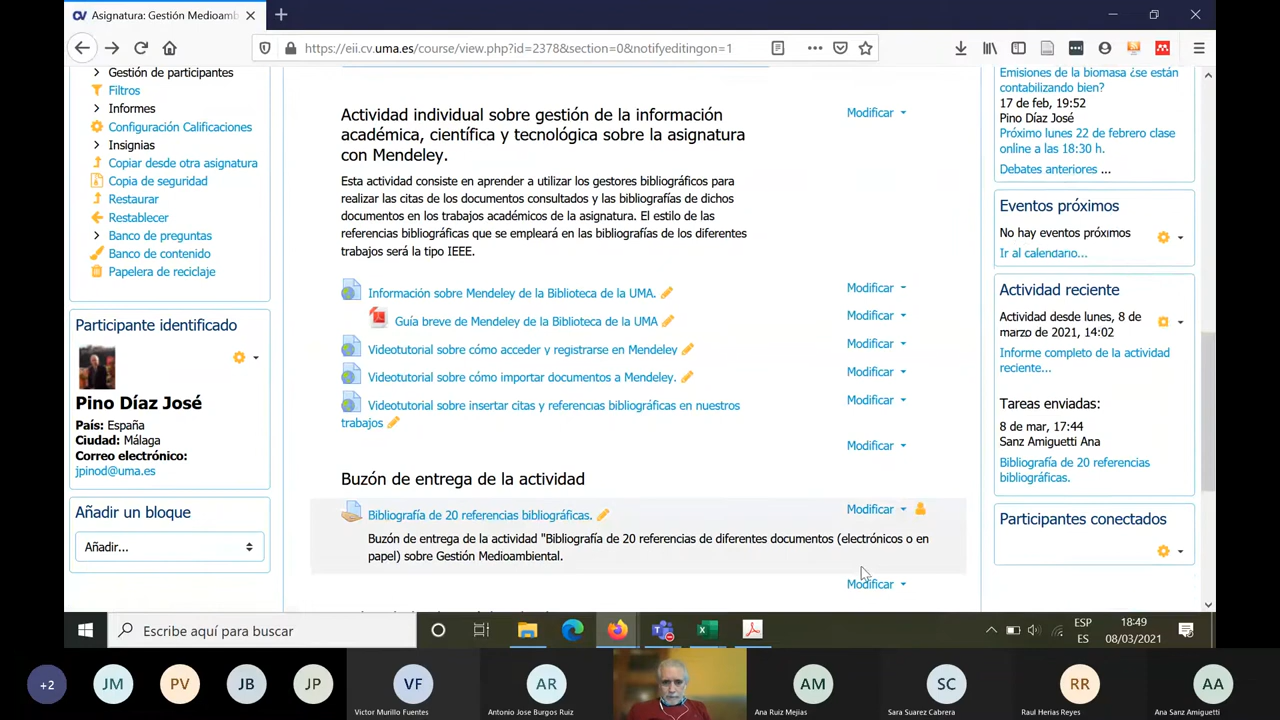 Asignatura: Gestión Medioamb
https://eii.cv.uma.es/course/view.php?id=2378&section=0&notifyeditingon=1
Gestión de participantes
Filtros
Informes
Configuración Calificaciones
Insignias
Copiar desde otra asignatura
Copia de seguridad
Restaurar
Restablecer
Banco de preguntas
Banco de contenido
Papelera de reciclaje
Participante identificado
Pino Díaz José
País: España
Ciudad: Málaga
Correo electrónico:
jpinod@uma.es
Añadir un bloque
Añadir...
Actividad individual sobre gestión de la información
académica, científica y tecnológica sobre la asignatura
con Mendeley.
Modificar
Esta actividad consiste en aprender a utilizar los gestores bibliográficos para
realizar las citas de los documentos consultados y las bibliografías de dichos
documentos en los trabajos académicos de la asignatura. El estilo de las
referencias bibliográficas que se empleará en las bibliografías de los diferentes
trabajos será la tipo IEEE.
Información sobre Mendeley de la Biblioteca de la UMA.
Modificar
Guía breve de Mendeley de la Biblioteca de la UMA
Modificar
Videotutorial sobre cómo acceder y registrarse en Mendeley
Modificar
Videotutorial sobre cómo importar documentos a Mendeley.
Modificar
Videotutorial sobre insertar citas y referencias bibliográficas en nuestros
trabajos
Modificar
Modificar
Buzón de entrega de la actividad
Bibliografía de 20 referencias bibliográficas.
Modificar
Buzón de entrega de la actividad "Bibliografía de 20 referencias de diferentes documentos (electrónicos o en
papel) sobre Gestión Medioambiental.
Modificar
Emisiones de la biomasa ¿se están
contabilizando bien?
17 de feb, 19:52
Pino Díaz José
Próximo lunes 22 de febrero clase
online a las 18:30 h.
Debates anteriores ...
Eventos próximos
No hay eventos próximos
Ir al calendario...
Actividad reciente
Actividad desde lunes, 8 de
marzo de 2021, 14:02
Informe completo de la actividad
reciente...
Tareas enviadas:
8 de mar, 17:44
Sanz Amiguetti Ana
Bibliografía de 20 referencias
bibliográficas.
Participantes conectados
Escribe aquí para buscar
ESP
ES
18:49
08/03/2021
+2
JM
PV
JB
JP
VF
Victor Murillo Fuentes
AR
Antonio Jose Burgos Ruiz
AM
Ana Ruiz Mejias
SC
Sara Suarez Cabrera
RR
Raul Herias Reyes
AA
Ana Sanz Amiguetti